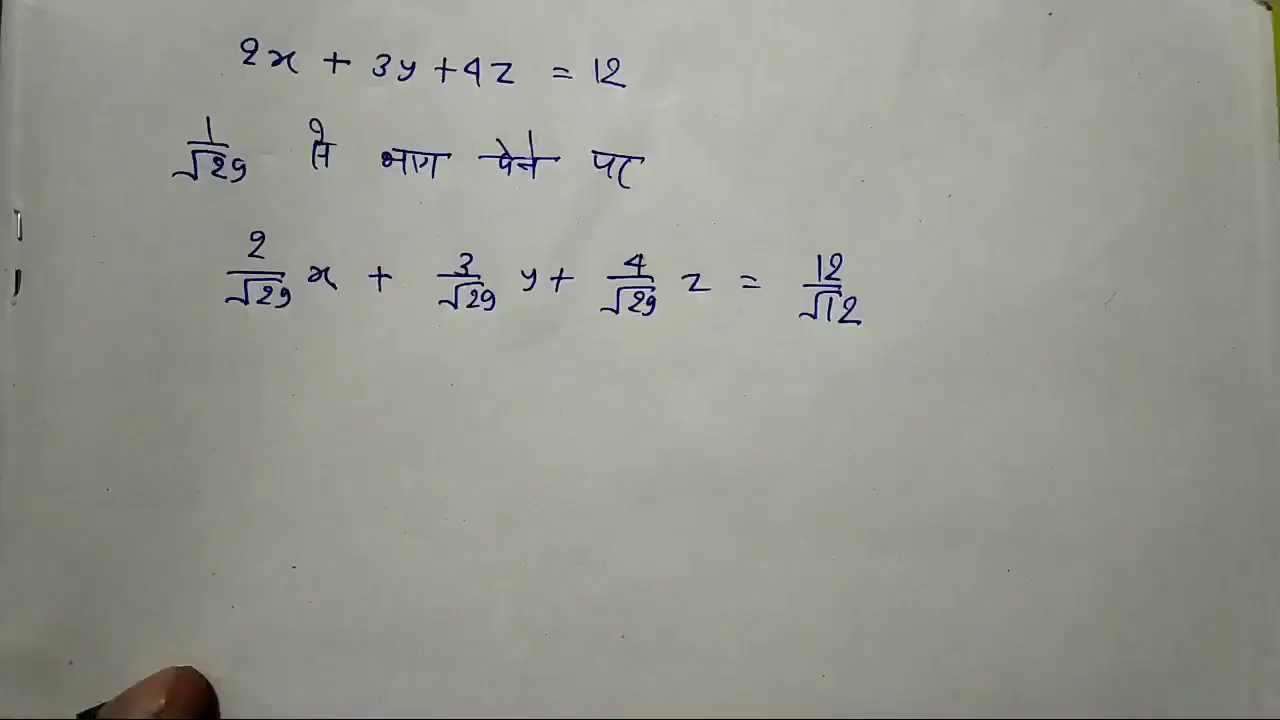 2x + 3y + 4z = 12
1/√29 से भाग देने पर
2/√29 x + 3/√29 y + 4/√29 z = 12/√12